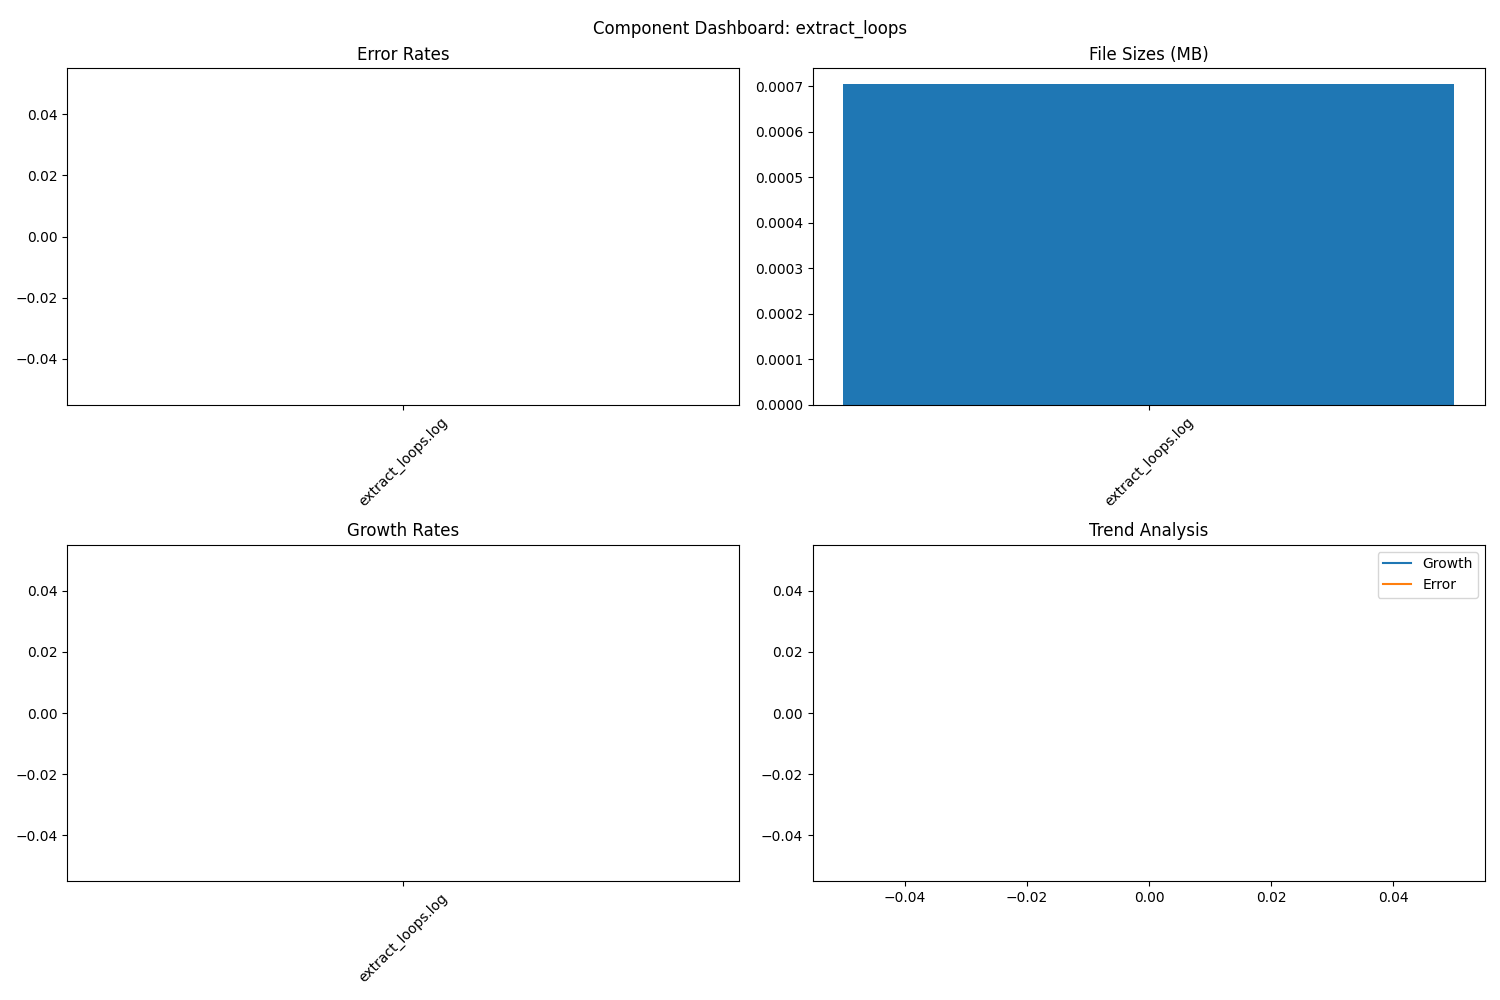 Component Dashboard: extract_loops
Error Rates
0.04
0.02
0.00
−0.02
−0.04
extract_loops.log
File Sizes (MB)
0.0007
0.0006
0.0005
0.0004
0.0003
0.0002
0.0001
0.0000
extract_loops.log
Growth Rates
0.04
0.02
0.00
−0.02
−0.04
extract_loops.log
Trend Analysis
Growth
Error
0.04
0.02
0.00
−0.02
−0.04
−0.04 −0.02 0.00 0.02 0.04